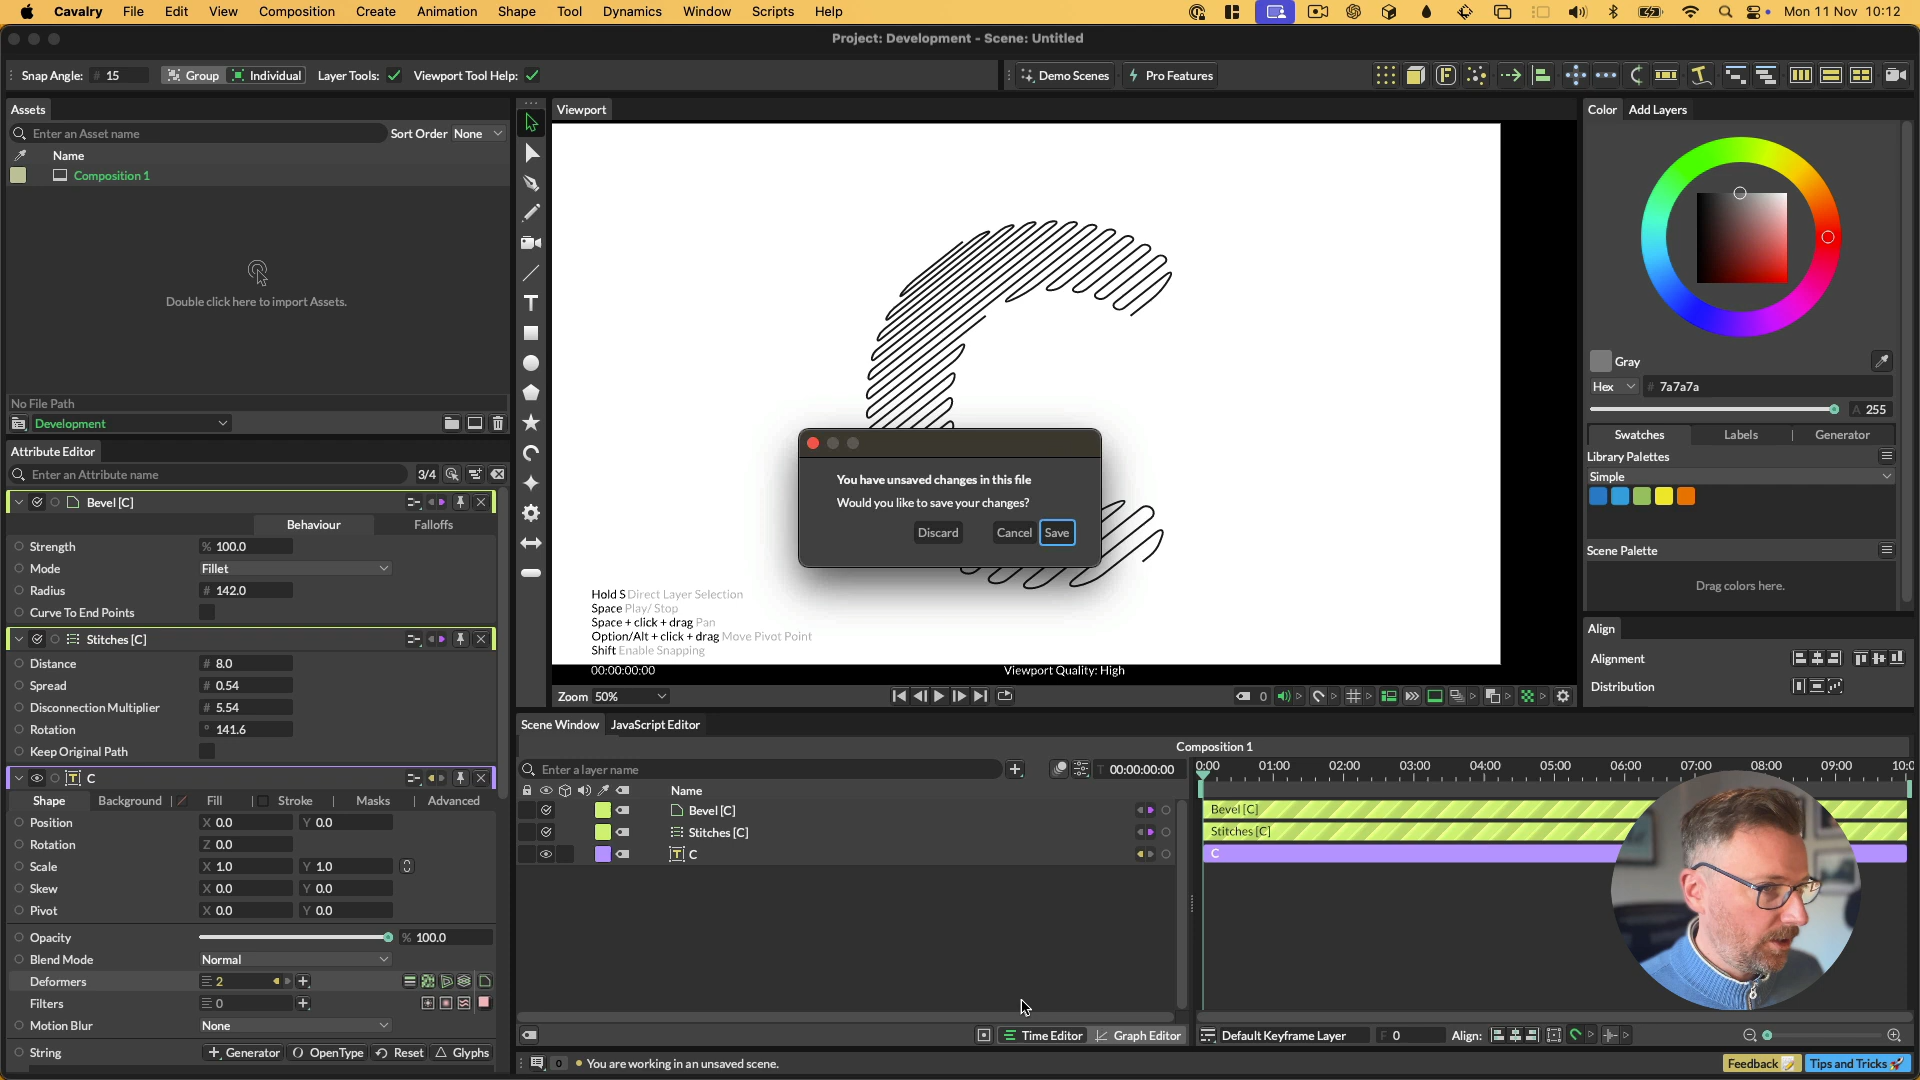 Cavalry File Edit View Composition Create Animation Shape Tool Dynamics Window Scripts Help
Mon 11 Nov 10:12
Project: Development - Scene: Untitled
Snap Angle: # 15 Group Individual Layer Tools: Viewport Tool Help:
Demo Scenes Pro Features
Assets
Enter an Asset name
Sort Order None
Name
Composition 1
Double click here to import Assets.
No File Path
Development
Attribute Editor
Enter an Attribute name
3/4
Bevel [C]
Behaviour Falloffs
Strength % 100.0
Mode Fillet
Radius # 142.0
Curve To End Points
Stitches [C]
Distance # 8.0
Spread # 0.54
Disconnection Multiplier # 5.54
Rotation ° 141.6
Keep Original Path
C
Shape Background Fill Stroke Masks Advanced
Position X 0.0 Y 0.0
Rotation Z 0.0
Scale X 1.0 Y 1.0
Skew X 0.0 Y 0.0
Pivot X 0.0 Y 0.0
Opacity % 100.0
Blend Mode Normal
Deformers 2
Filters 0
Motion Blur None
String Generator OpenType Reset Glyphs
Viewport
You have unsaved changes in this file
Would you like to save your changes?
Discard Cancel Save
Hold S Direct Layer Selection
Space Play/ Stop
Space + click + drag Pan
Option/Alt + click + drag Move Pivot Point
Shift Enable Snapping
00:00:00:00
Viewport Quality: High
Zoom 50%
0
Scene Window JavaScript Editor
Composition 1
Enter a layer name
T 00:00:00:00
0:00 01:00 02:00 03:00 04:00 05:00 06:00 07:00 08:00 09:00 10:0
Name
Bevel [C]
Stitches [C]
C
Bevel [C]
Stitches [C]
C
Time Editor Graph Editor
Default Keyframe Layer F 0 Align:
0
You are working in an unsaved scene.
Feedback Tips and Tricks
Color Add Layers
Gray
Hex # 7a7a7a
A 255
Swatches Labels Generator
Library Palettes
Simple
Scene Palette
Drag colors here.
Align
Alignment
Distribution